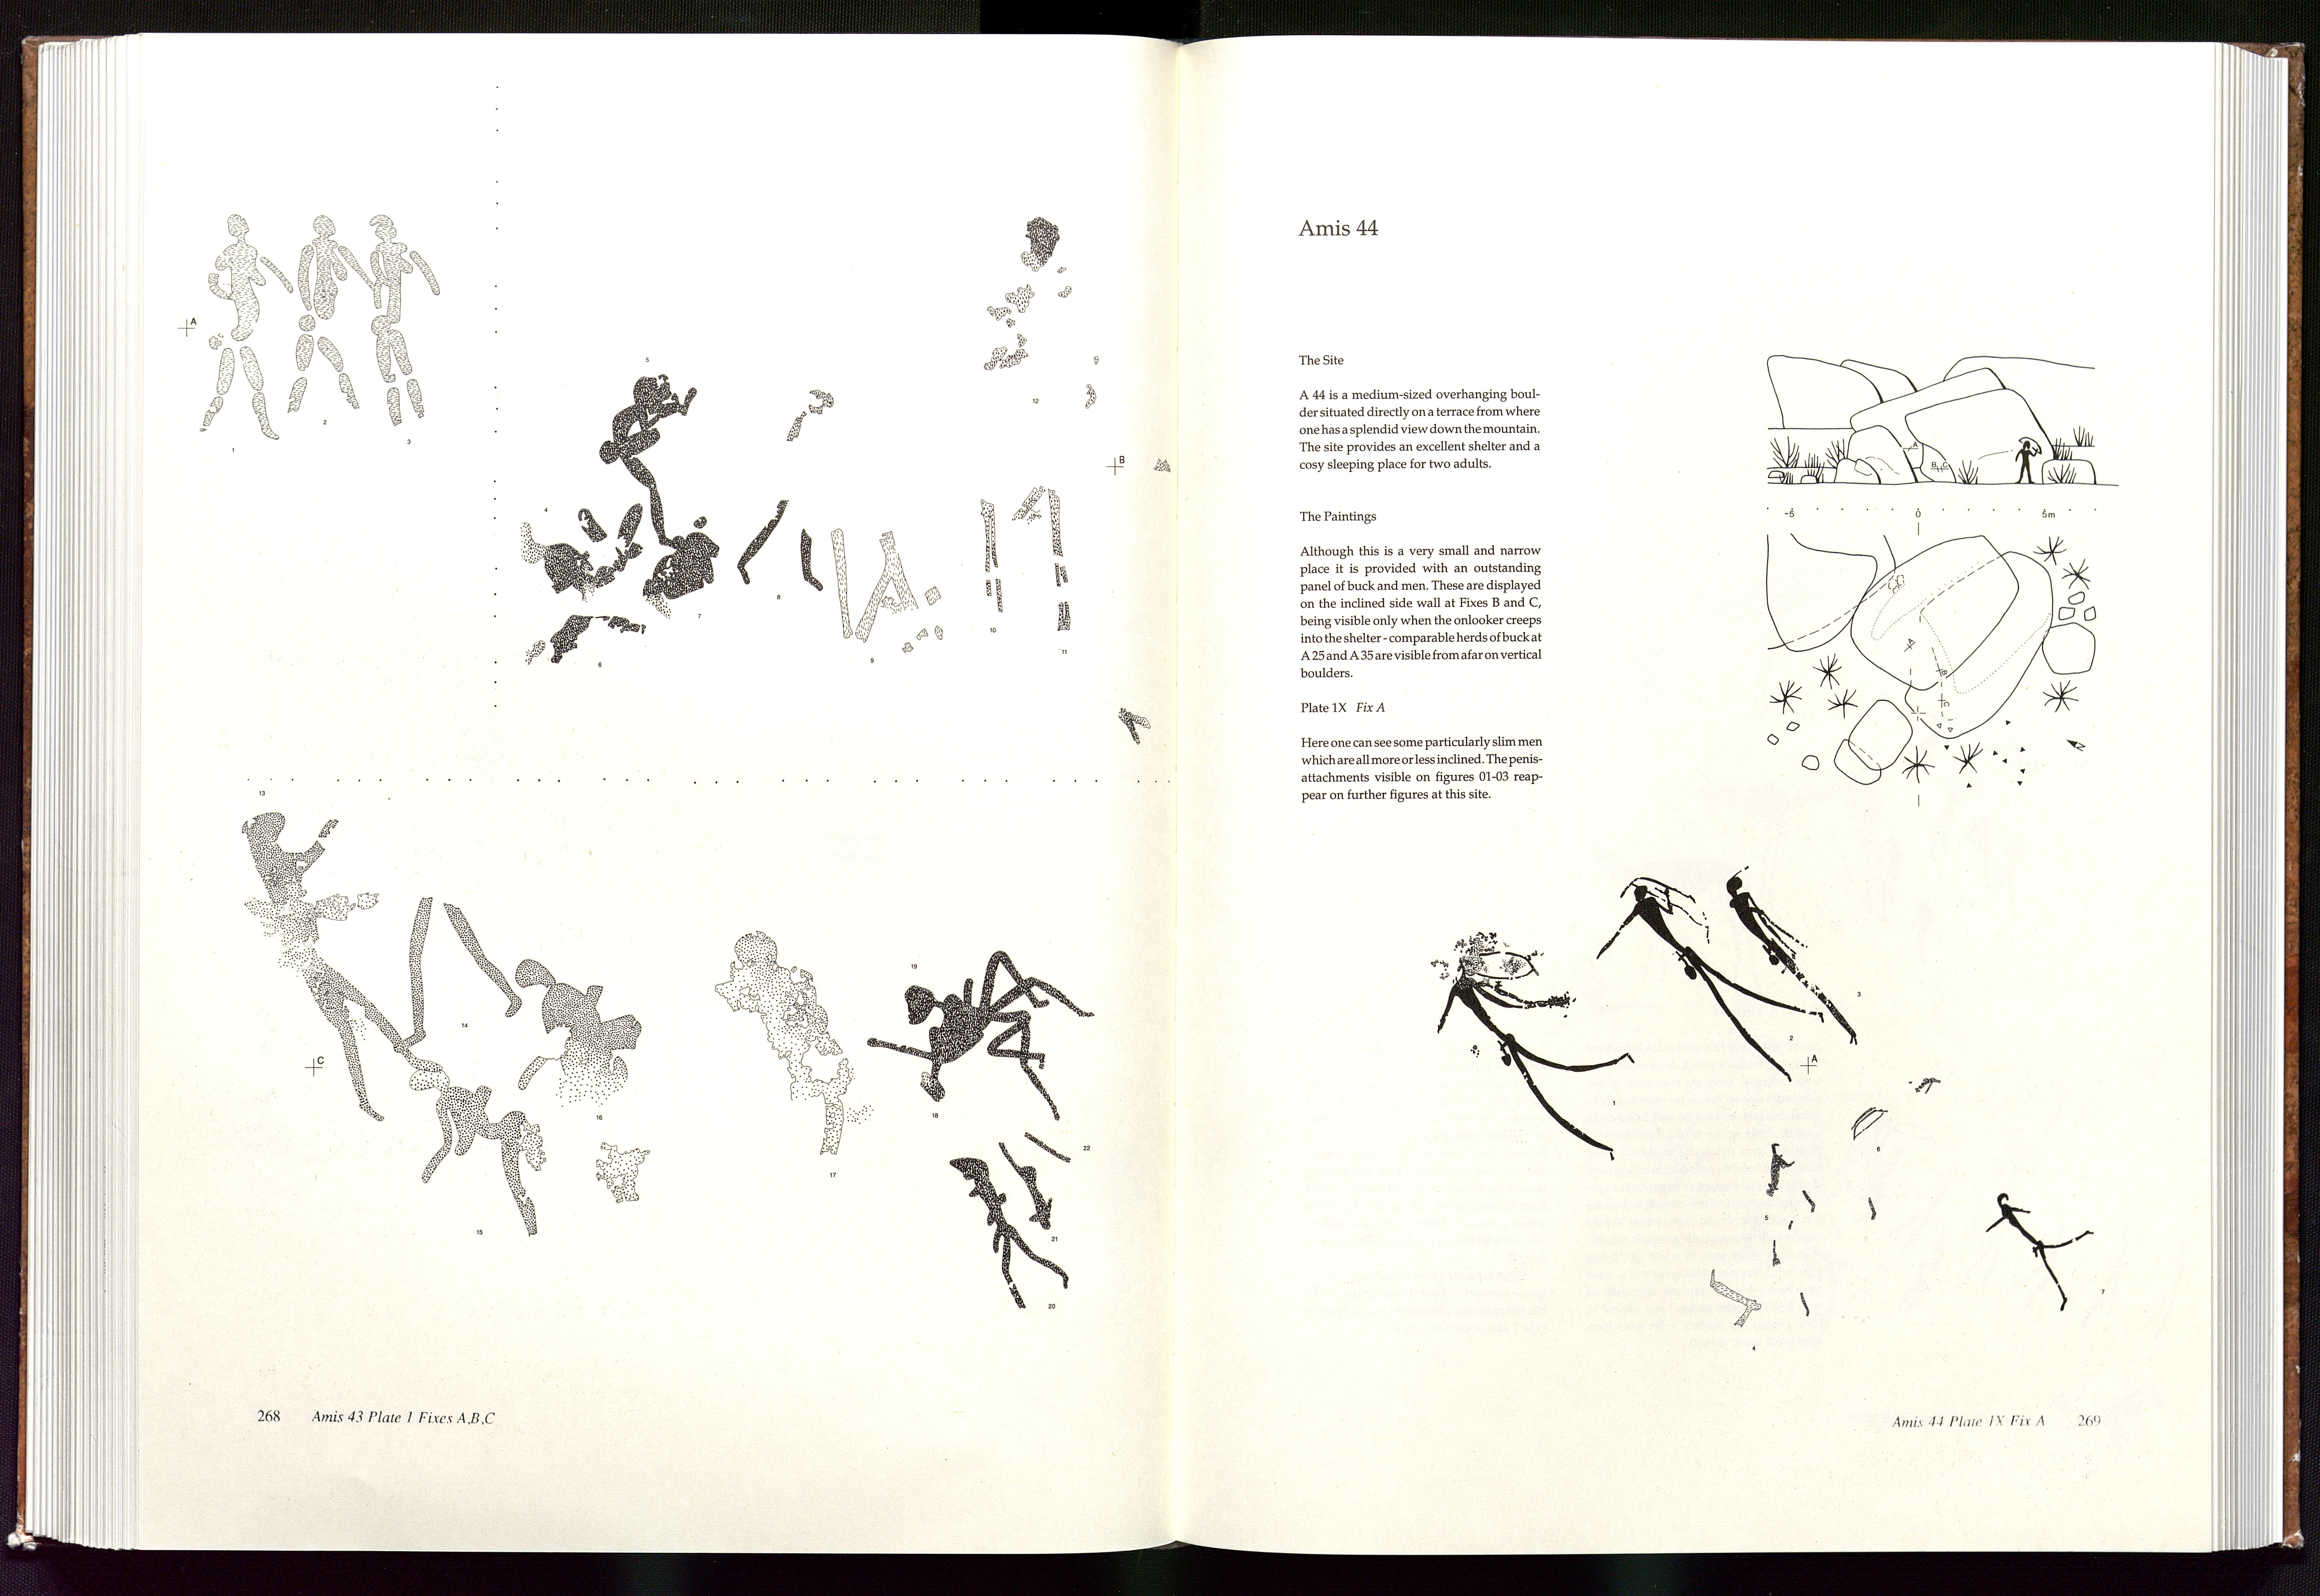 A
1
2
3
5
12
B
4
7
8
6
9
10
11
13
C
14
19
16
18
17
22
15
21
20
268 Amis 43 Plate 1 Fixes A,B,C
Amis 44
The Site
A 44 is a medium-sized overhanging boul-
der situated directly on a terrace from where
one has a splendid view down the mountain.
The site provides an excellent shelter and a
cosy sleeping place for two adults.
The Paintings
Although this is a very small and narrow
place it is provided with an outstanding
panel of buck and men. These are displayed
on the inclined side wall at Fixes B and C,
being visible only when the onlooker creeps
into the shelter - comparable herds of buck at
A 25 and A 35 are visible from afar on vertical
boulders.
Plate 1X Fix A
Here one can see some particularly slim men
which are all more or less inclined. The penis-
attachments visible on figures 01-03 reap-
pear on further figures at this site.
A
B C
-5 0 5m
A
B
C
N
3
2
A
1
6
5
7
4
Amis 44 Plate 1X Fix A 269